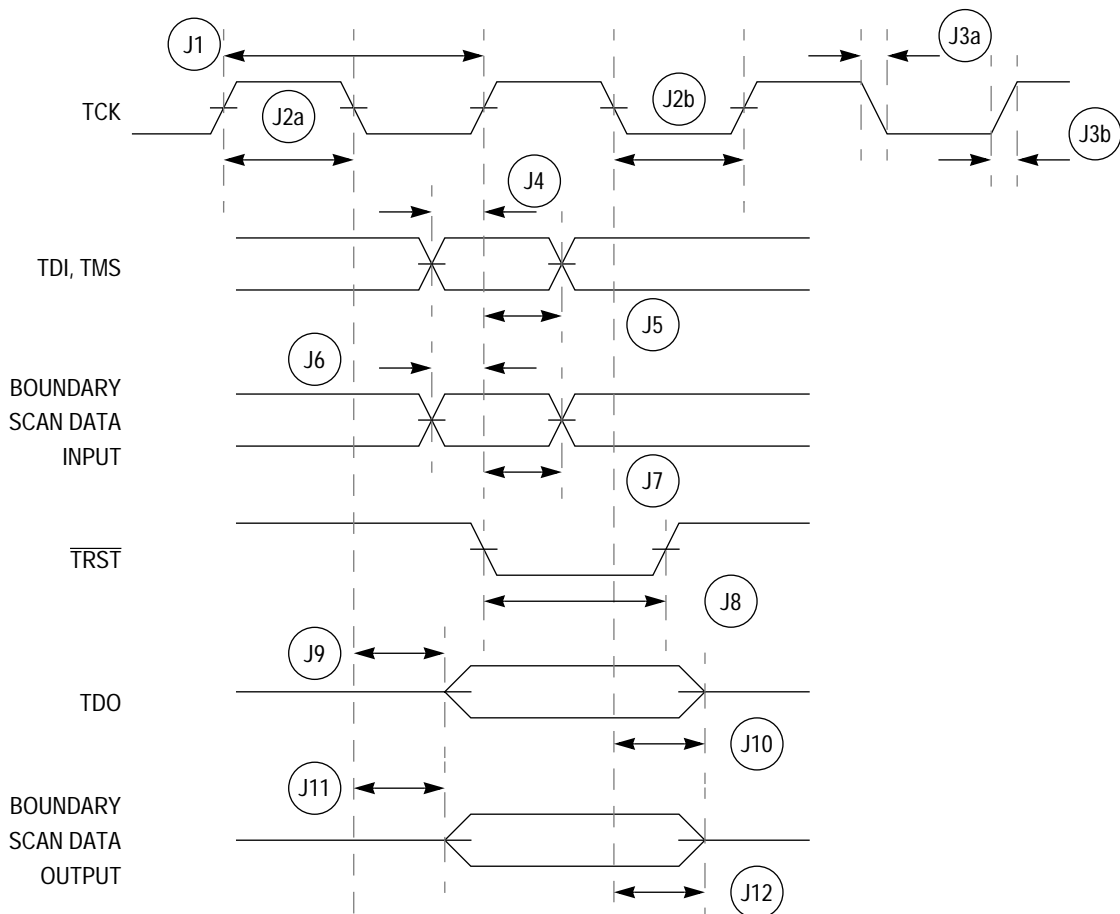 J1
J3a
TCK
J2a
J2b
J3b
J4
TDI, TMS
J5
J6
BOUNDARY
SCAN DATA
INPUT
J7
TRST
J8
J9
TDO
J10
J11
BOUNDARY
SCAN DATA
OUTPUT
J12